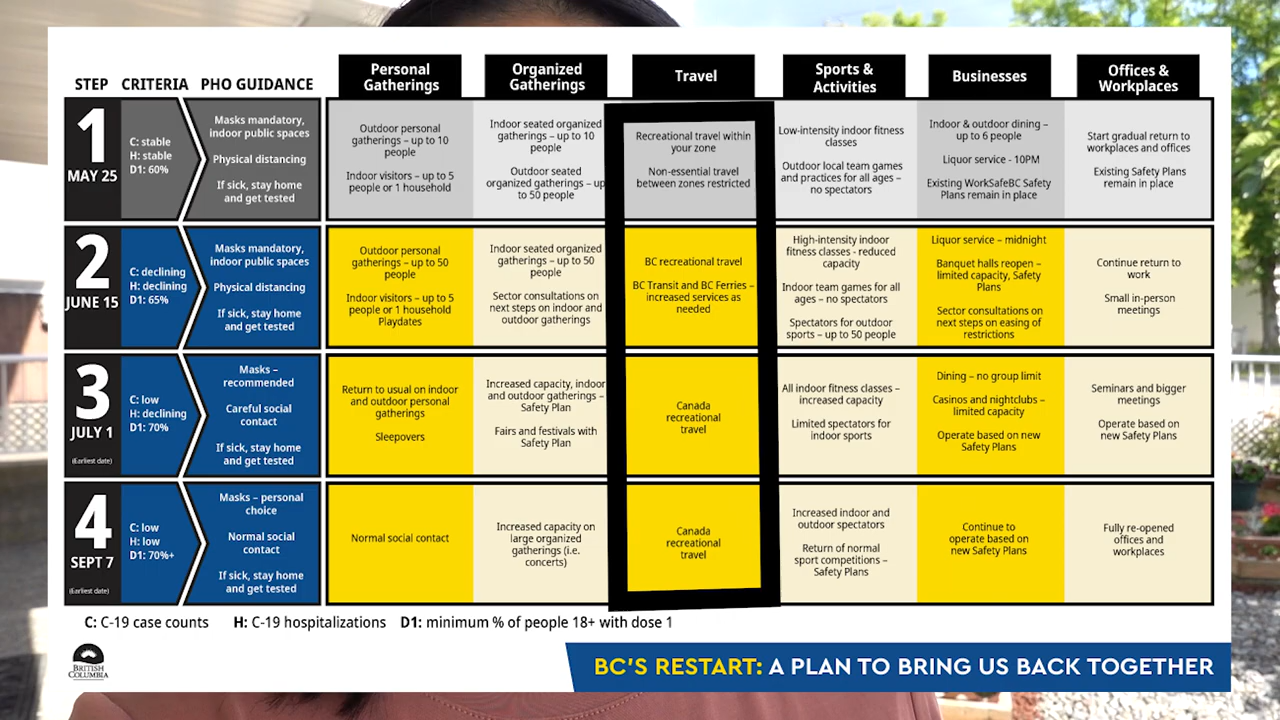 STEP CRITERIA PHO GUIDANCE
Personal
Gatherings
Organized
Gatherings
Travel
Sports &
Activities
Businesses
Offices &
Workplaces
1
MAY 25
C: stable
H: stable
D1: 60%
Masks mandatory,
indoor public spaces
Physical distancing
If sick, stay home
and get tested
Outdoor personal
gatherings – up to 10
people
Indoor visitors – up to 5
people or 1 household
Indoor seated organized
gatherings – up to 10
people
Outdoor seated
organized gatherings – up
to 50 people
Recreational travel within
your zone
Non-essential travel
between zones restricted
Low-intensity indoor fitness
classes
Outdoor local team games
and practices for all ages –
no spectators
Indoor & outdoor dining –
up to 6 people
Liquor service - 10PM
Existing WorkSafeBC Safety
Plans remain in place
Start gradual return to
workplaces and offices
Existing Safety Plans
remain in place
2
JUNE 15
C: declining
H: declining
D1: 65%
Masks mandatory,
indoor public spaces
Physical distancing
If sick, stay home
and get tested
Outdoor personal
gatherings – up to 50
people
Indoor visitors – up to 5
people or 1 household
Playdates
Indoor seated organized
gatherings – up to 50
people
Sector consultations on
next steps on indoor and
outdoor gatherings
BC recreational travel
BC Transit and BC Ferries –
increased services as
needed
High-intensity indoor
fitness classes - reduced
capacity
Indoor team games for all
ages – no spectators
Spectators for outdoor
sports – up to 50 people
Liquor service – midnight
Banquet halls reopen –
limited capacity, Safety
Plans
Sector consultations on
next steps on easing of
restrictions
Continue return to
work
Small in-person
meetings
3
JULY 1
(Earliest date)
C: low
H: declining
D1: 70%
Masks –
recommended
Careful social
contact
If sick, stay home
and get tested
Return to usual on indoor
and outdoor personal
gatherings
Sleepovers
Increased capacity, indoor
and outdoor gatherings –
Safety Plan
Fairs and festivals with
Safety Plan
Canada
recreational
travel
All indoor fitness classes –
increased capacity
Limited spectators for
indoor sports
Dining – no group limit
Casinos and nightclubs –
limited capacity
Operate based on new
Safety Plans
Seminars and bigger
meetings
Operate based on
new Safety Plans
4
SEPT 7
(Earliest date)
C: low
H: low
D1: 70%+
Masks – personal
choice
Normal social
contact
If sick, stay home
and get tested
Normal social contact
Increased capacity on
large organized
gatherings (i.e.
concerts)
Canada
recreational
travel
Increased indoor and
outdoor spectators
Return of normal
sport competitions –
Safety Plans
Continue to
operate based on
new Safety Plans
Fully re-opened
offices and
workplaces
C: C-19 case counts H: C-19 hospitalizations D1: minimum % of people 18+ with dose 1
BRITISH
COLUMBIA
BC'S RESTART: A PLAN TO BRING US BACK TOGETHER